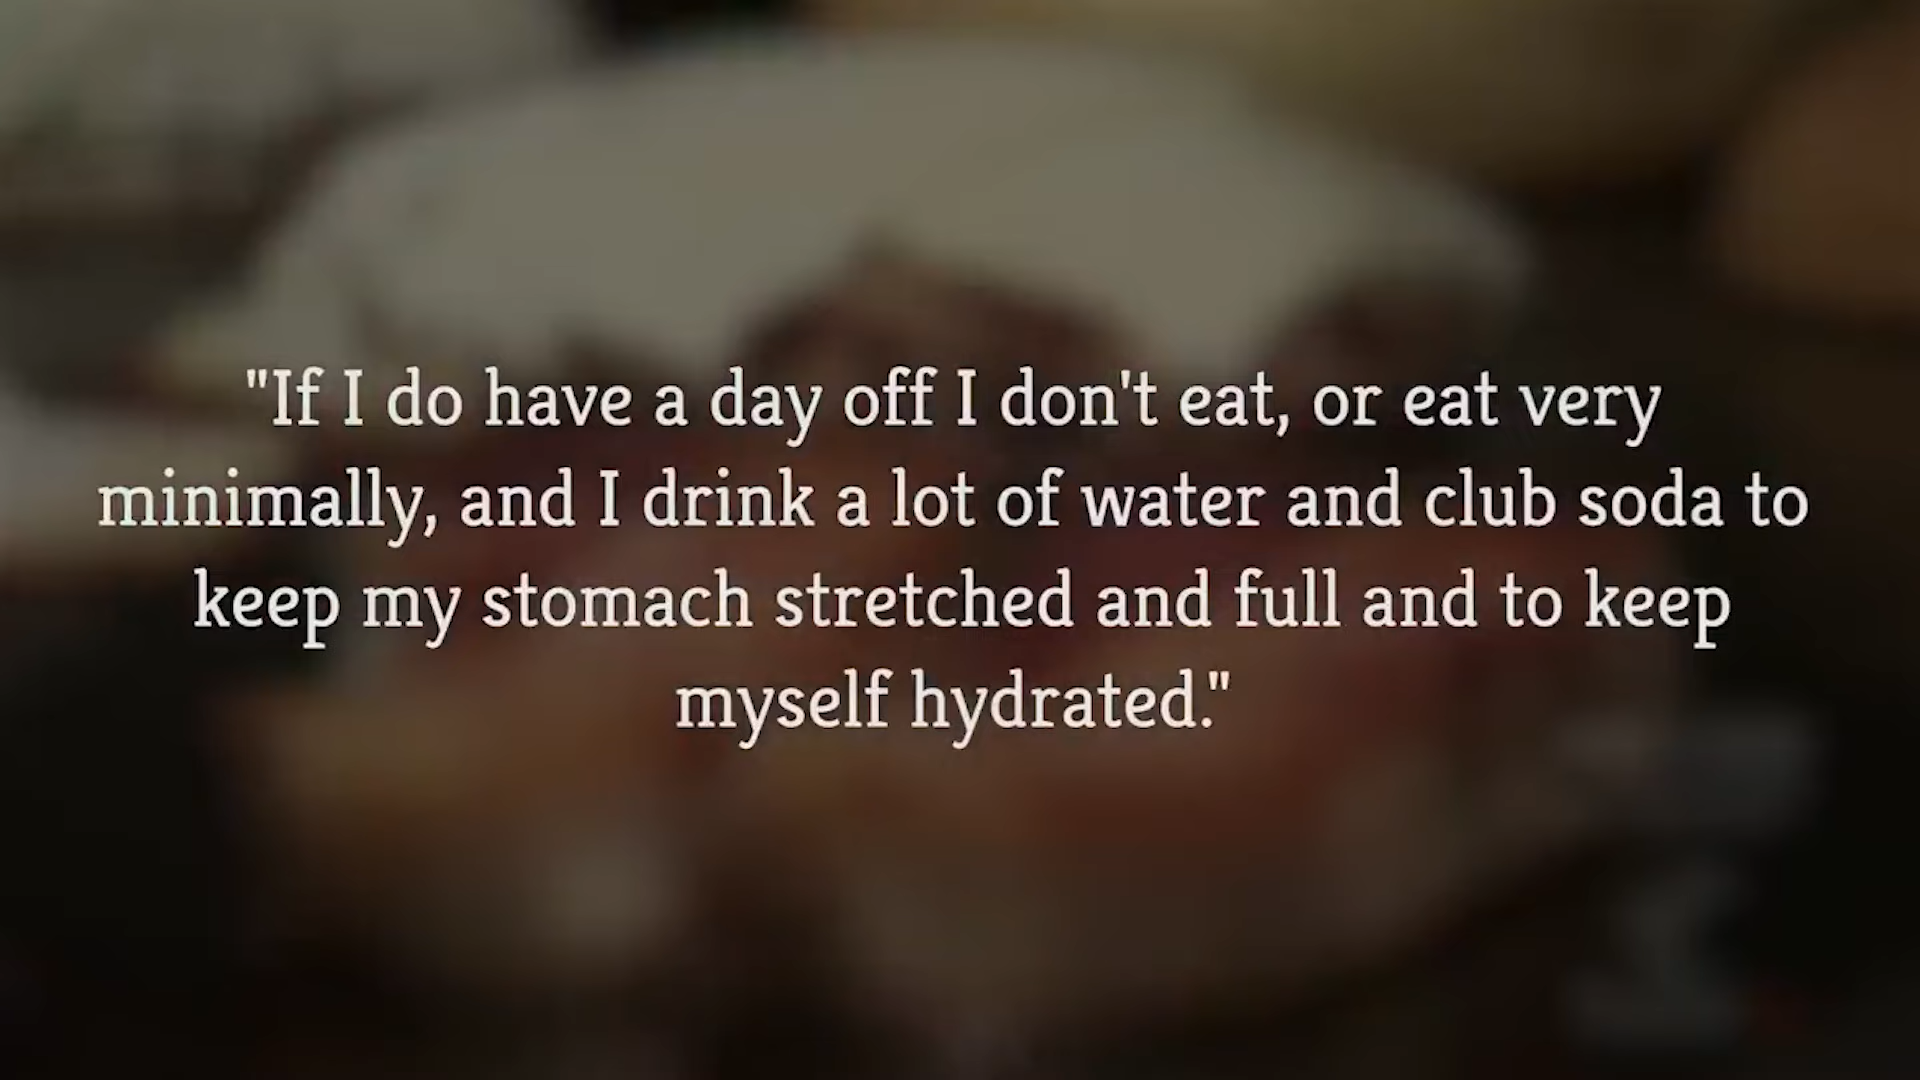 "If I do have a day off I don't eat, or eat very
minimally, and I drink a lot of water and club soda to
keep my stomach stretched and full and to keep
myself hydrated."